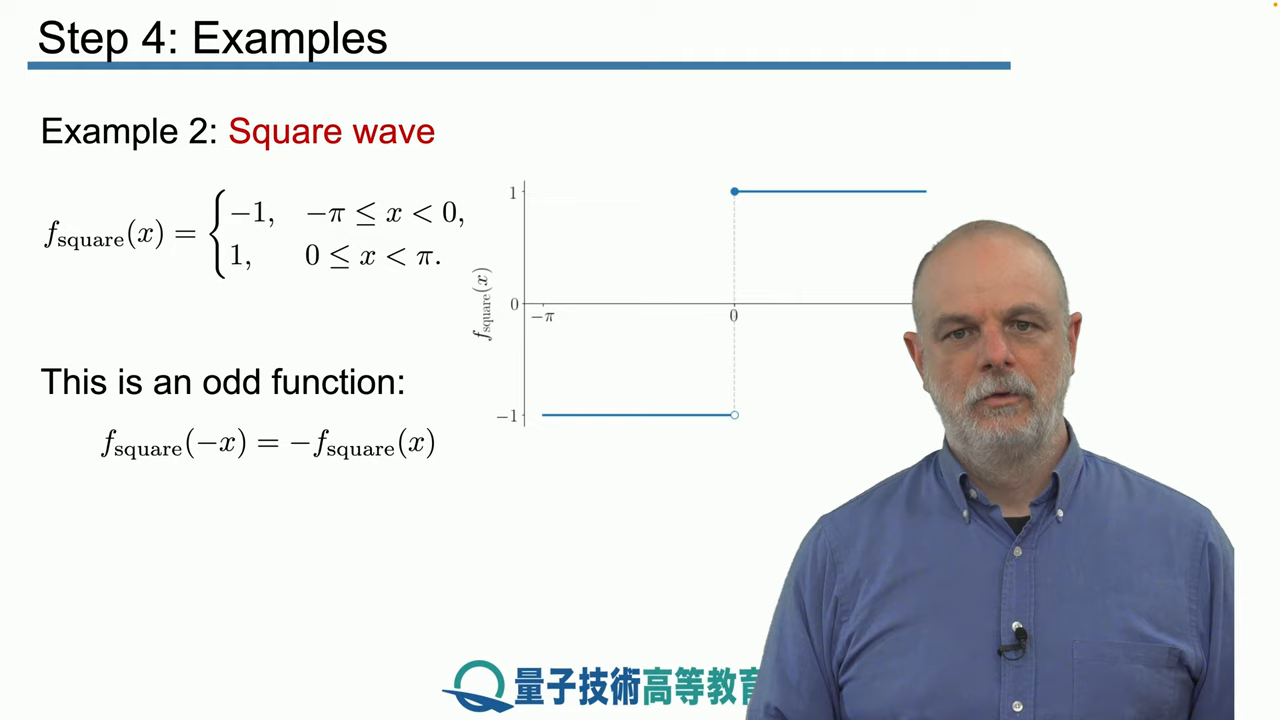 Step 4: Examples
Example 2: Square wave
f_square(x) = { −1, −π ≤ x < 0,
1, 0 ≤ x < π.
1
0
−1
−π
0
f_square(x)
This is an odd function:
f_square(−x) = −f_square(x)
量子技術高等教育